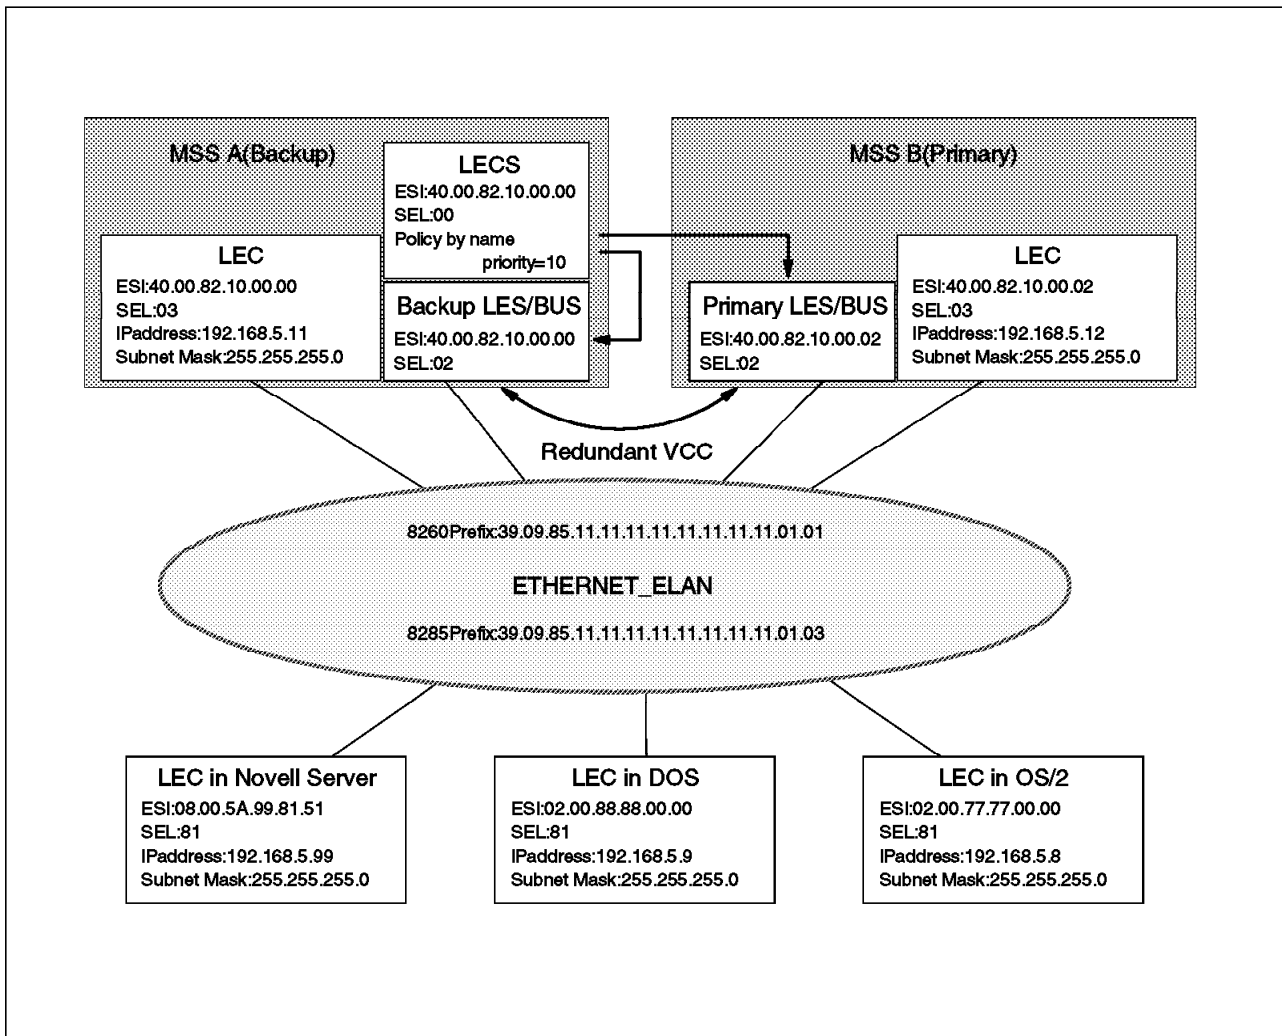 MSS A(Backup)
LECS
ESI:40.00.82.10.00.00
SEL:00
Policy by name
priority=10
LEC
ESI:40.00.82.10.00.00
SEL:03
IPaddress:192.168.5.11
Subnet Mask:255.255.255.0
Backup LES/BUS
ESI:40.00.82.10.00.00
SEL:02
MSS B(Primary)
Primary LES/BUS
ESI:40.00.82.10.00.02
SEL:02
LEC
ESI:40.00.82.10.00.02
SEL:03
IPaddress:192.168.5.12
Subnet Mask:255.255.255.0
Redundant VCC
8260Prefix:39.09.85.11.11.11.11.11.11.11.11.01.01
ETHERNET_ELAN
8285Prefix:39.09.85.11.11.11.11.11.11.11.11.01.03
LEC in Novell Server
ESI:08.00.5A.99.81.51
SEL:81
IPaddress:192.168.5.99
Subnet Mask:255.255.255.0
LEC in DOS
ESI:02.00.88.88.00.00
SEL:81
IPaddress:192.168.5.9
Subnet Mask:255.255.255.0
LEC in OS/2
ESI:02.00.77.77.00.00
SEL:81
IPaddress:192.168.5.8
Subnet Mask:255.255.255.0